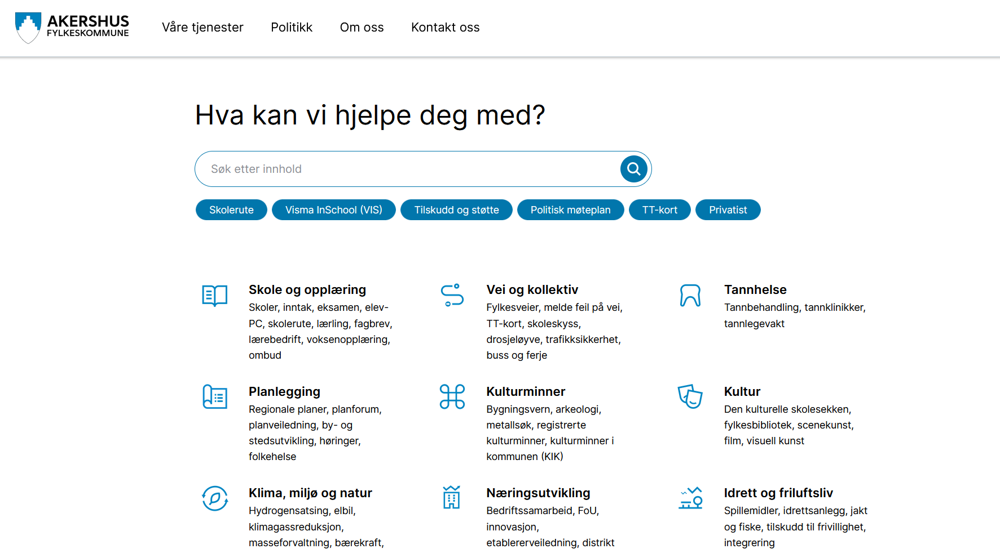 AKERSHUS
FYLKESKOMMUNE
Våre tjenester
Politikk
Om oss
Kontakt oss
Hva kan vi hjelpe deg med?
Søk etter innhold
Skolerute
Visma InSchool (VIS)
Tilskudd og støtte
Politisk møteplan
TT-kort
Privatist
Skole og opplæring
Skoler, inntak, eksamen, elev-
PC, skolerute, lærling, fagbrev,
lærebedrift, voksenopplæring,
ombud
Vei og kollektiv
Fylkesveier, melde feil på vei,
TT-kort, skoleskyss,
drosjeløyve, trafikksikkerhet,
buss og ferje
Tannhelse
Tannbehandling, tannklinikker,
tannlegevakt
Planlegging
Regionale planer, planforum,
planveiledning, by- og
stedsutvikling, høringer,
folkehelse
Kulturminner
Bygningsvern, arkeologi,
metallsøk, registrerte
kulturminner, kulturminner i
kommunen (KIK)
Kultur
Den kulturelle skolesekken,
fylkesbibliotek, scenekunst,
film, visuell kunst
Klima, miljø og natur
Hydrogensatsing, elbil,
klimagassreduksjon,
masseforvaltning, bærekraft,
Næringsutvikling
Bedriftssamarbeid, FoU,
innovasjon,
etablererveiledning, distrikt
Idrett og friluftsliv
Spillemidler, idrettsanlegg, jakt
og fiske, tilskudd til frivillighet,
integrering